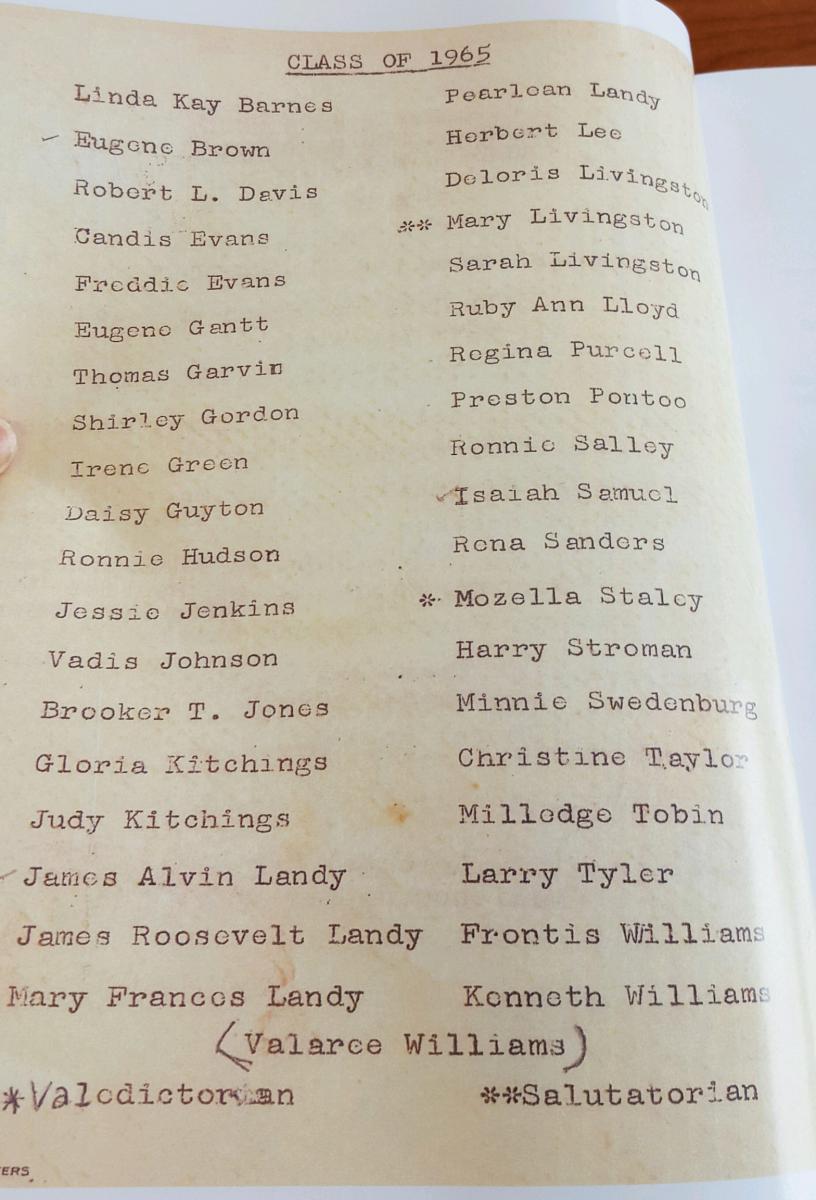 CLASS OF 1965
Linda Kay Barnes
Eugene Brown
Robert L. Davis
Candis Evans
Freddie Evans
Eugene Gantt
Thomas Garvin
Shirley Gordon
Irene Green
Daisy Guyton
Ronnie Hudson
Jessie Jenkins
Vadis Johnson
Brooker T. Jones
Gloria Kitchings
Judy Kitchings
James Alvin Landy
James Roosevelt Landy
Mary Frances Landy
Pearlean Landy
Herbert Lee
Deloris Livingston
** Mary Livingston
Sarah Livingston
Ruby Ann Lloyd
Regina Purcell
Preston Pontoo
Ronnie Salley
Isaiah Samuel
Rena Sanders
* Mozella Staley
Harry Stroman
Minnie Swedenburg
Christine Taylor
Milledge Tobin
Larry Tyler
Frontis Williams
Kenneth Williams
(Valaree Williams)
*Valedictorian
**Salutatorian
ERS